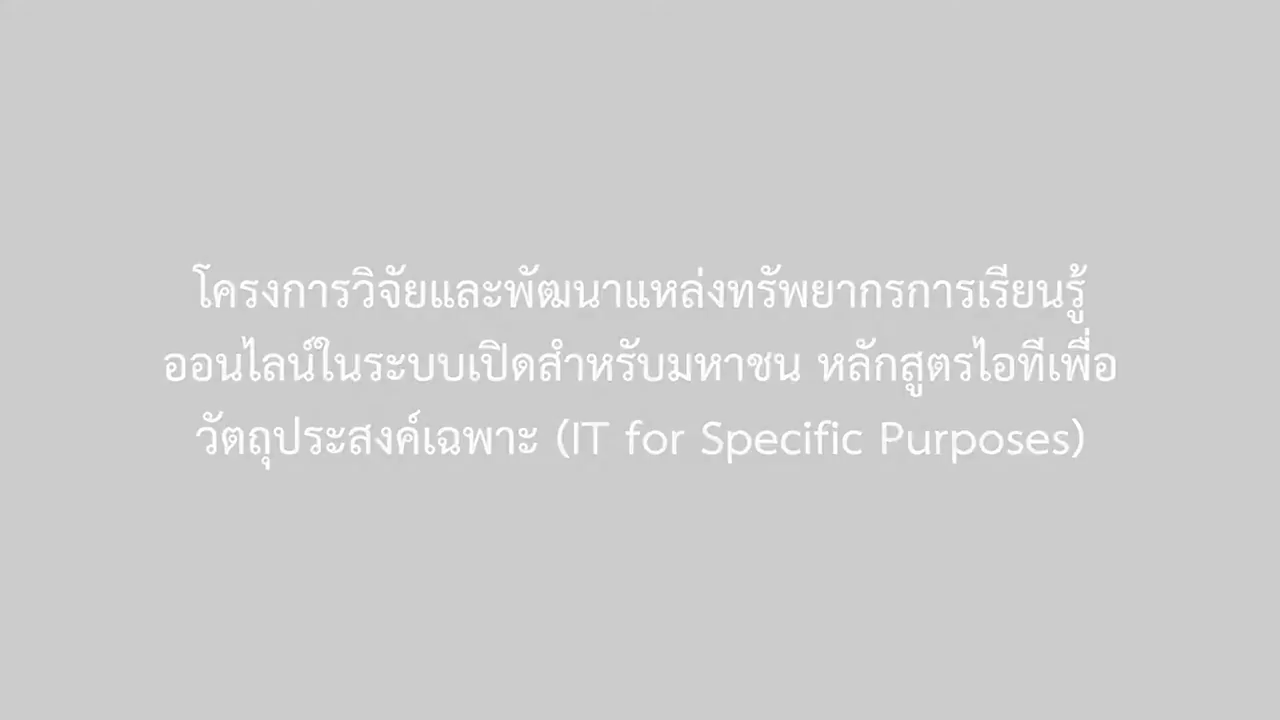 โครงการวิจัยและพัฒนาแหล่งทรัพยากรการเรียนรู้
ออนไลน์ในระบบเปิดสำหรับมหาชน หลักสูตรไอทีเพื่อ
วัตถุประสงค์เฉพาะ (IT for Specific Purposes)